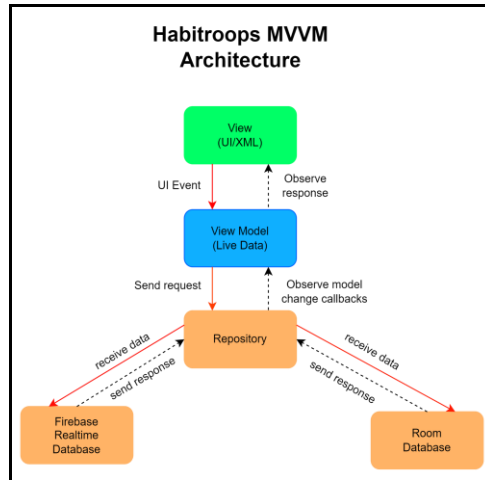 Habitroops MVVM
Architecture
View
(UI/XML)
UI Event
Observe
response
View Model
(Live Data)
Send request
Observe model
change callbacks
Repository
receive data
send response
receive data
send response
Firebase
Realtime
Database
Room
Database